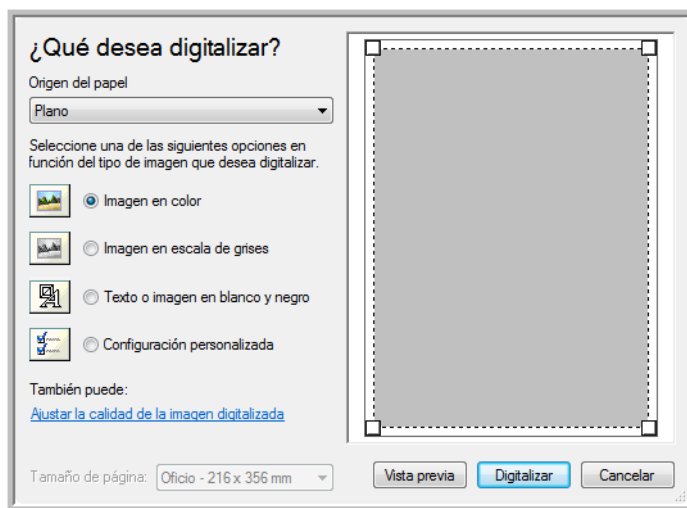 ¿Qué desea digitalizar?
Origen del papel
Plano
Seleccione una de las siguientes opciones en
función del tipo de imagen que desea digitalizar.
Imagen en color
Imagen en escala de grises
Texto o imagen en blanco y negro
Configuración personalizada
También puede:
Ajustar la calidad de la imagen digitalizada
Tamaño de página: Oficio - 216 x 356 mm
Vista previa Digitalizar Cancelar